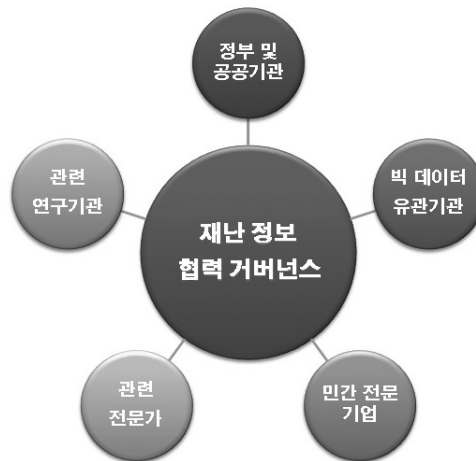 정부 및
공공기관
관련
연구기관
빅 데이터
유관기관
재난 정보
협력 거버넌스
관련
전문가
민간 전문
기업